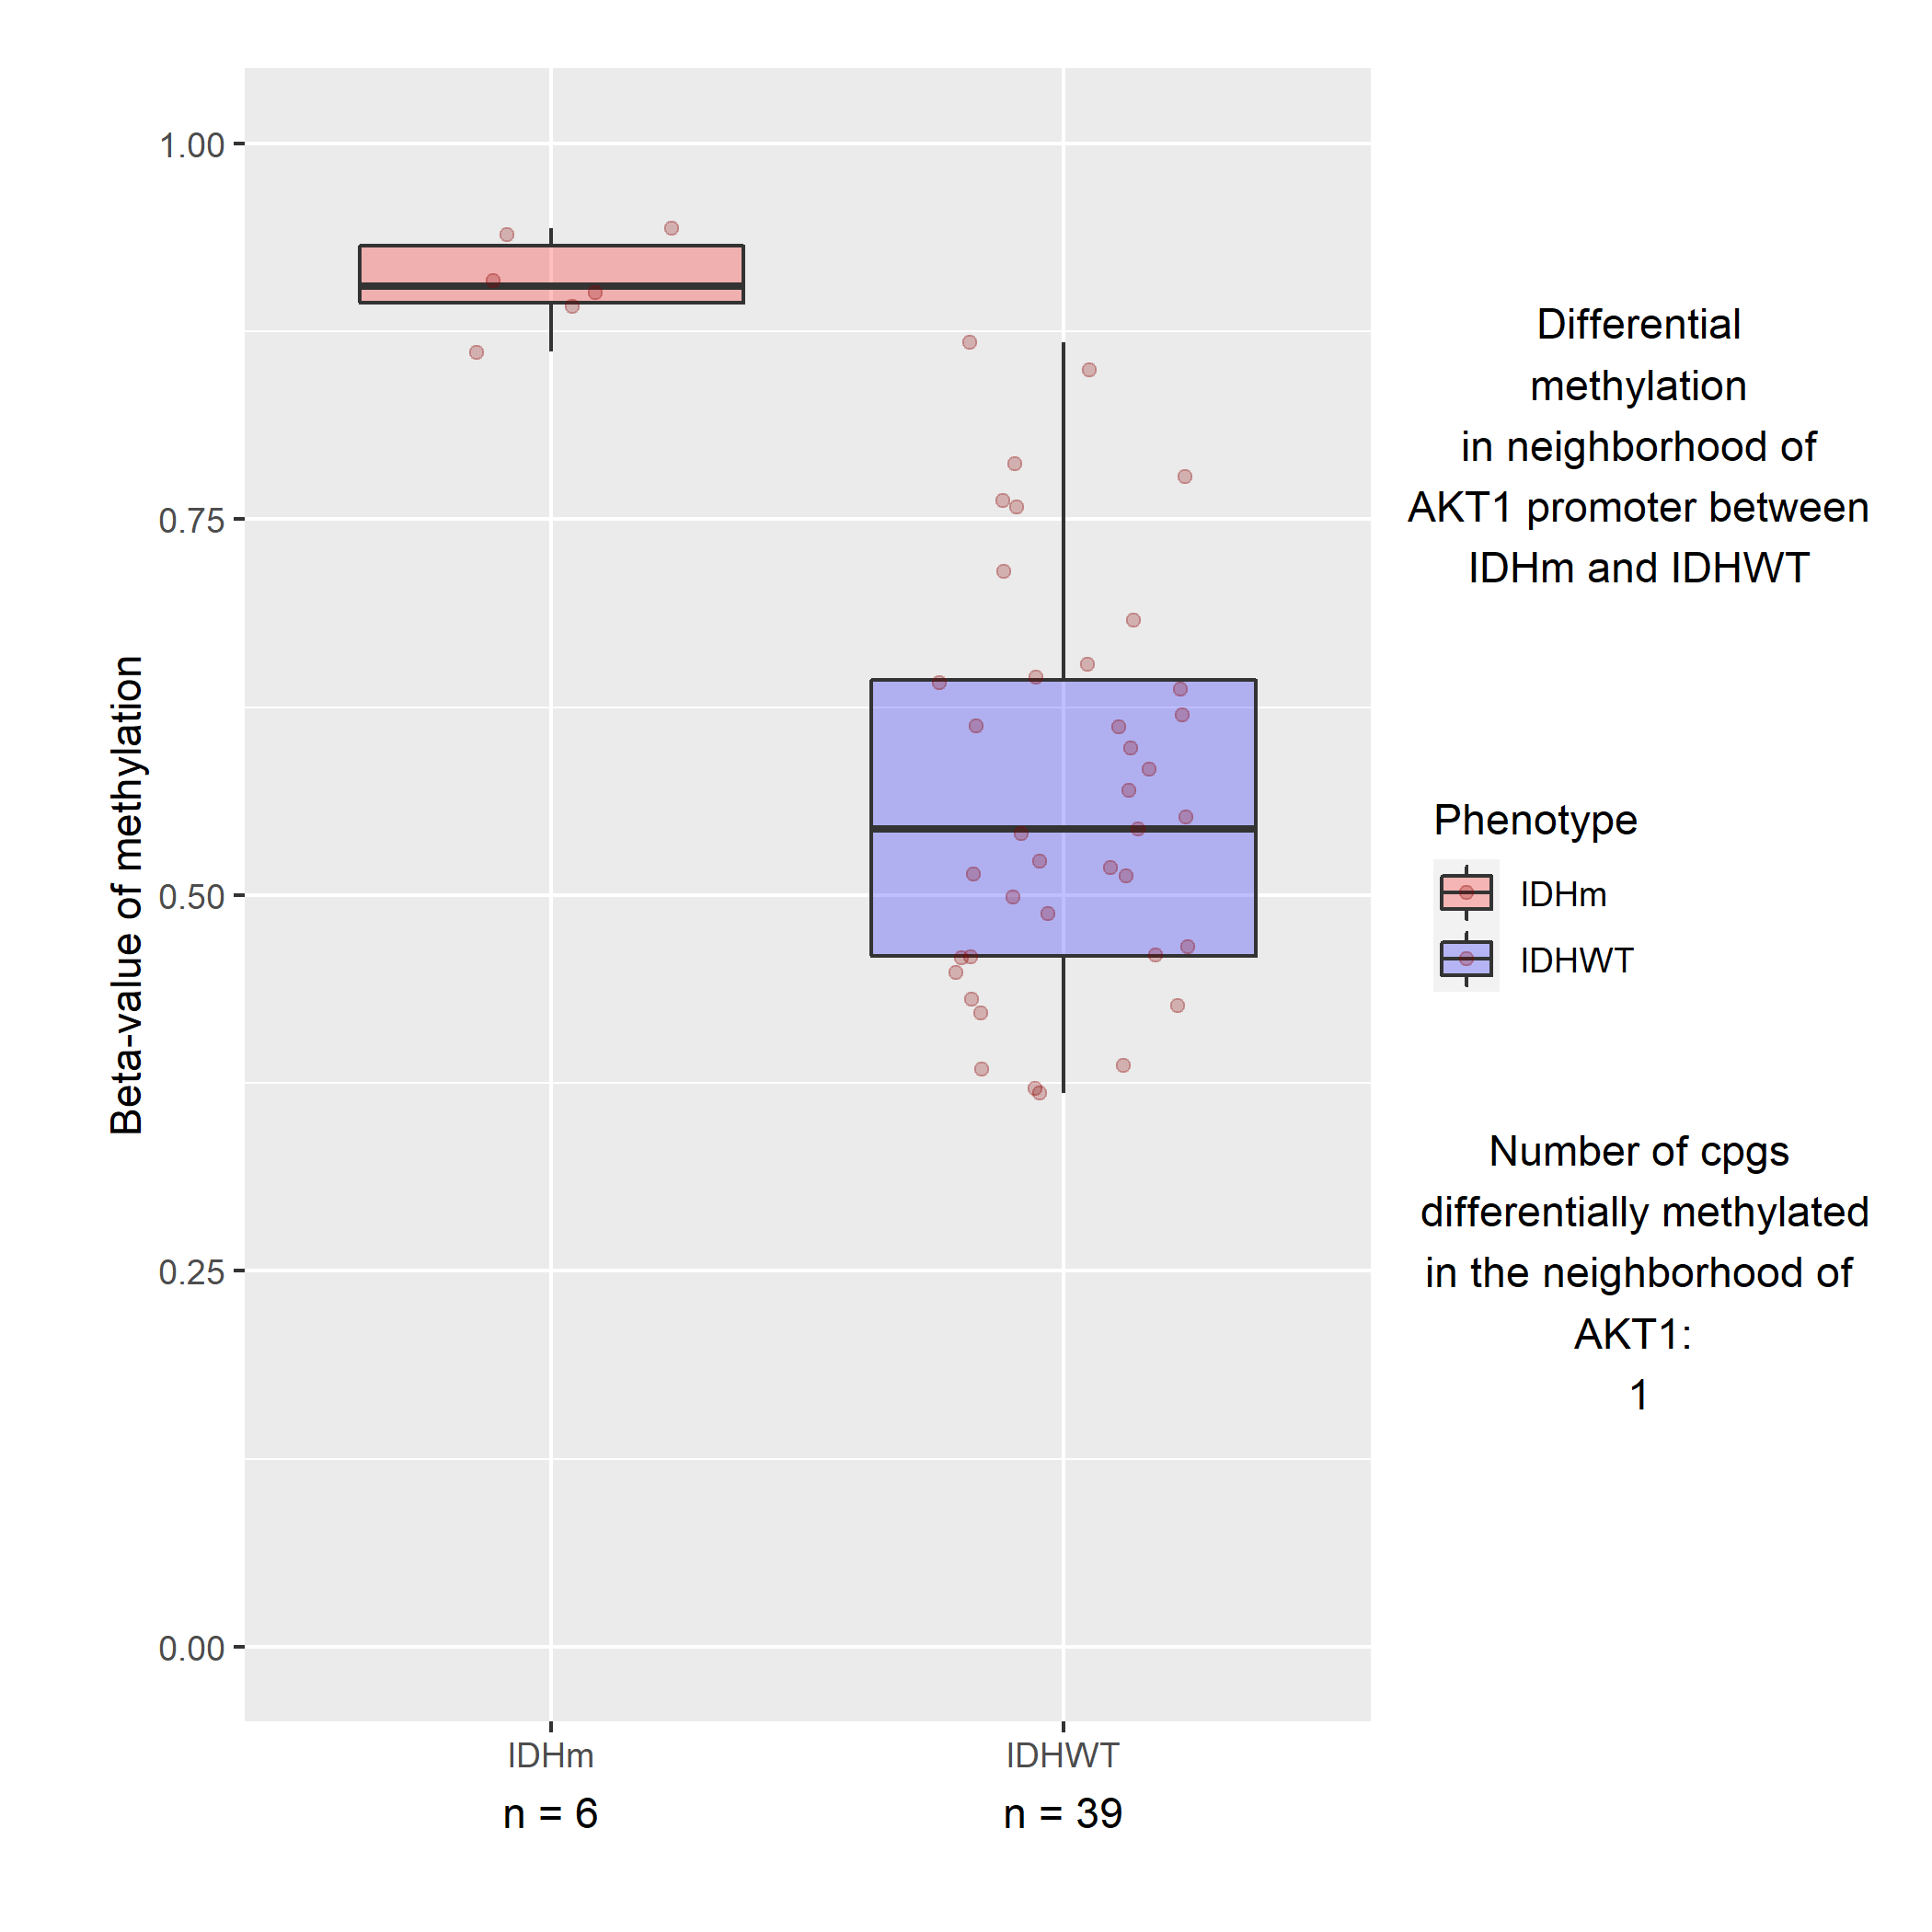 1.00
0.75
0.50
0.25
0.00
Beta-value of methylation
IDHm
IDHWT
n = 6
n = 39
Differential
methylation
in neighborhood of
AKT1 promoter between
IDHm and IDHWT
Phenotype
IDHm
IDHWT
Number of cpgs
differentially methylated
in the neighborhood of
AKT1:
1